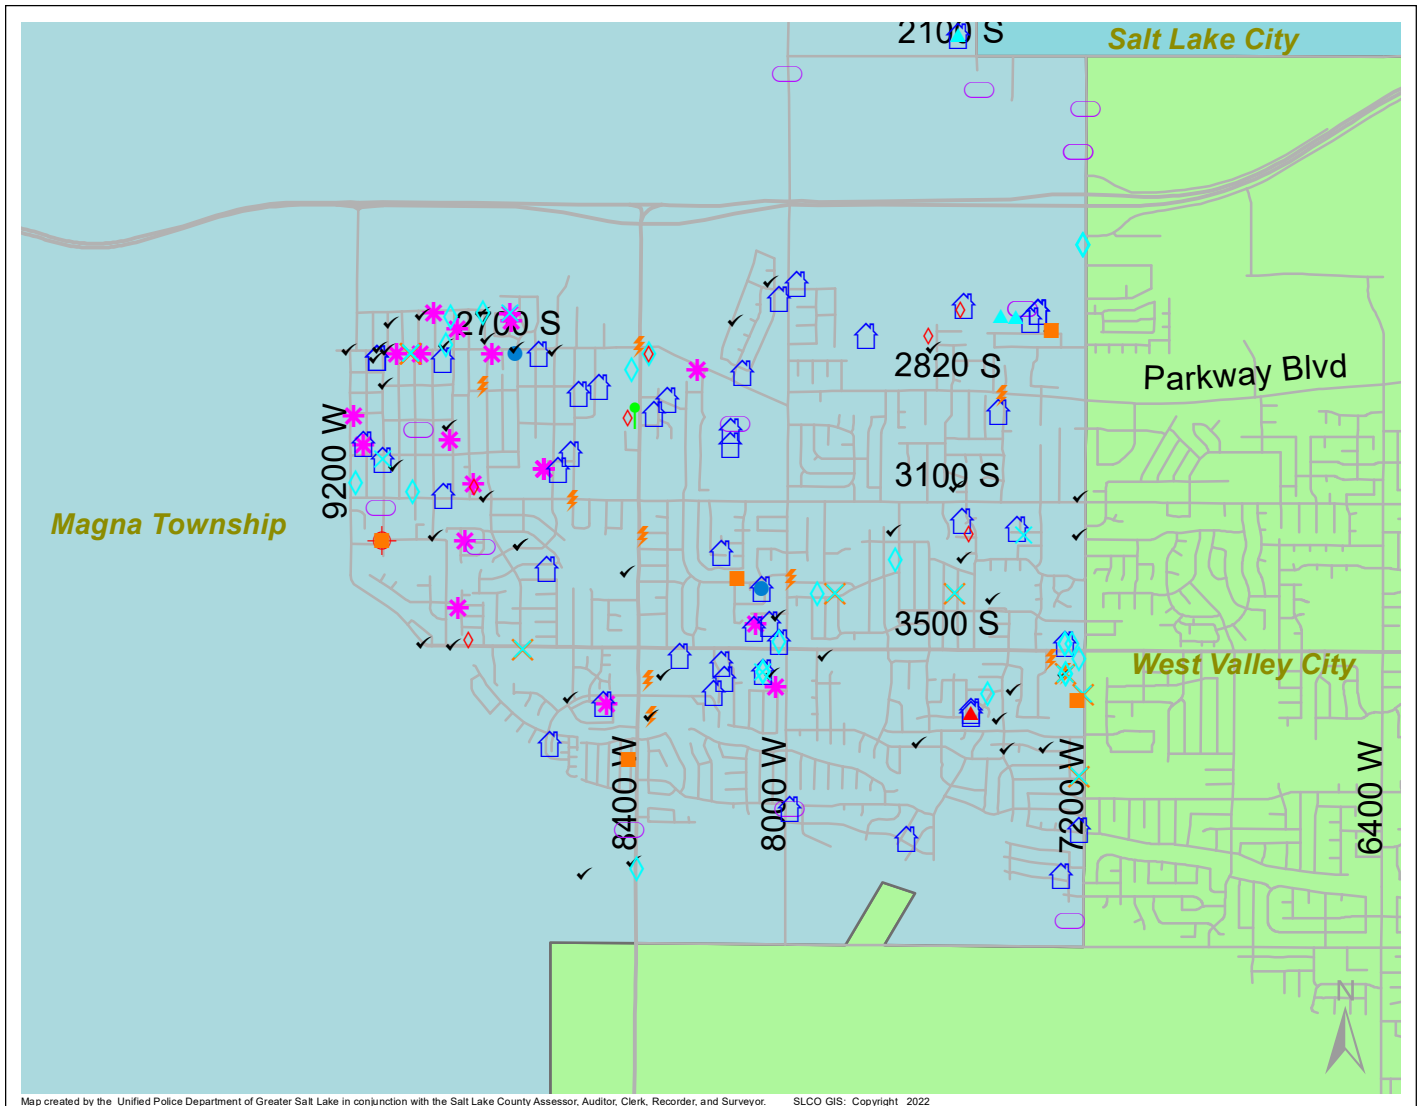 2100 S
Salt Lake City
2700 S
2820 S
Parkway Blvd
9200 W
3100 S
Magna Township
3500 S
West Valley City
8400 W
8000 W
7200 W
6400 W
N
Map created by the Unified Police Department of Greater Salt Lake in conjunction with the Salt Lake County Assessor, Auditor, Clerk, Recorder, and Surveyor. SLCO GIS: Copyright 2022